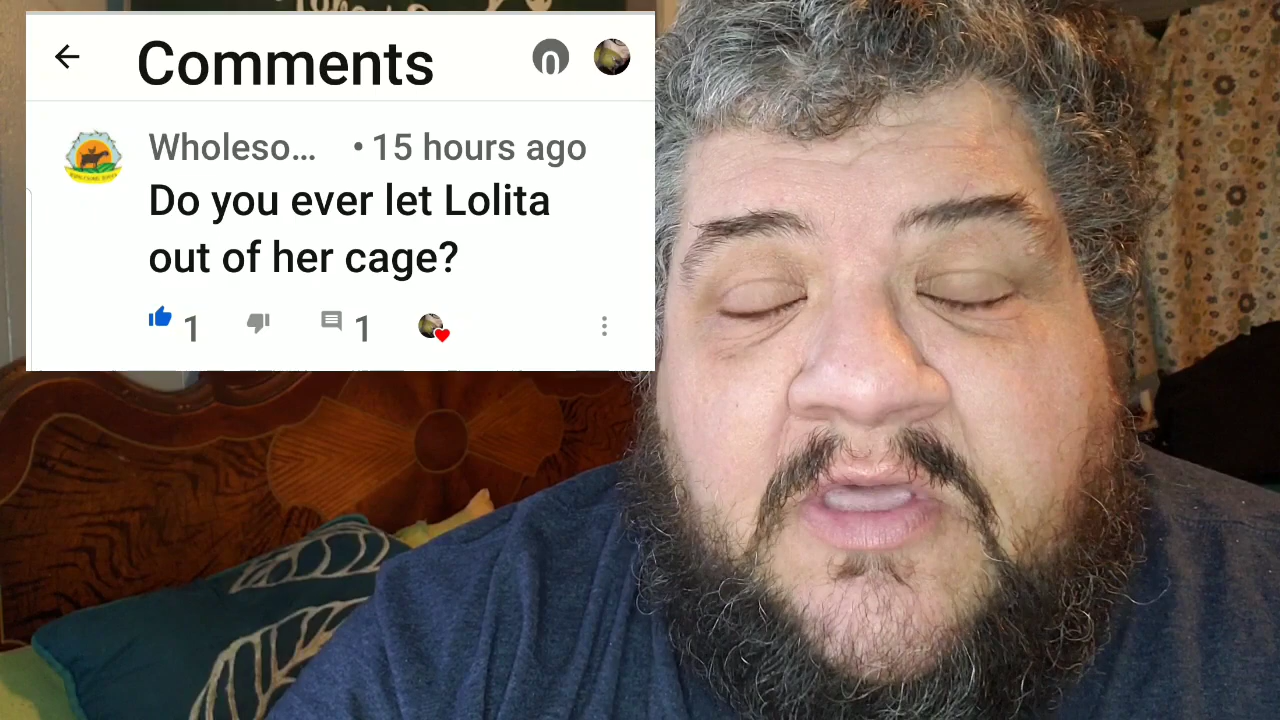 Comments
Wholeso... • 15 hours ago
Do you ever let Lolita
out of her cage?
1
1